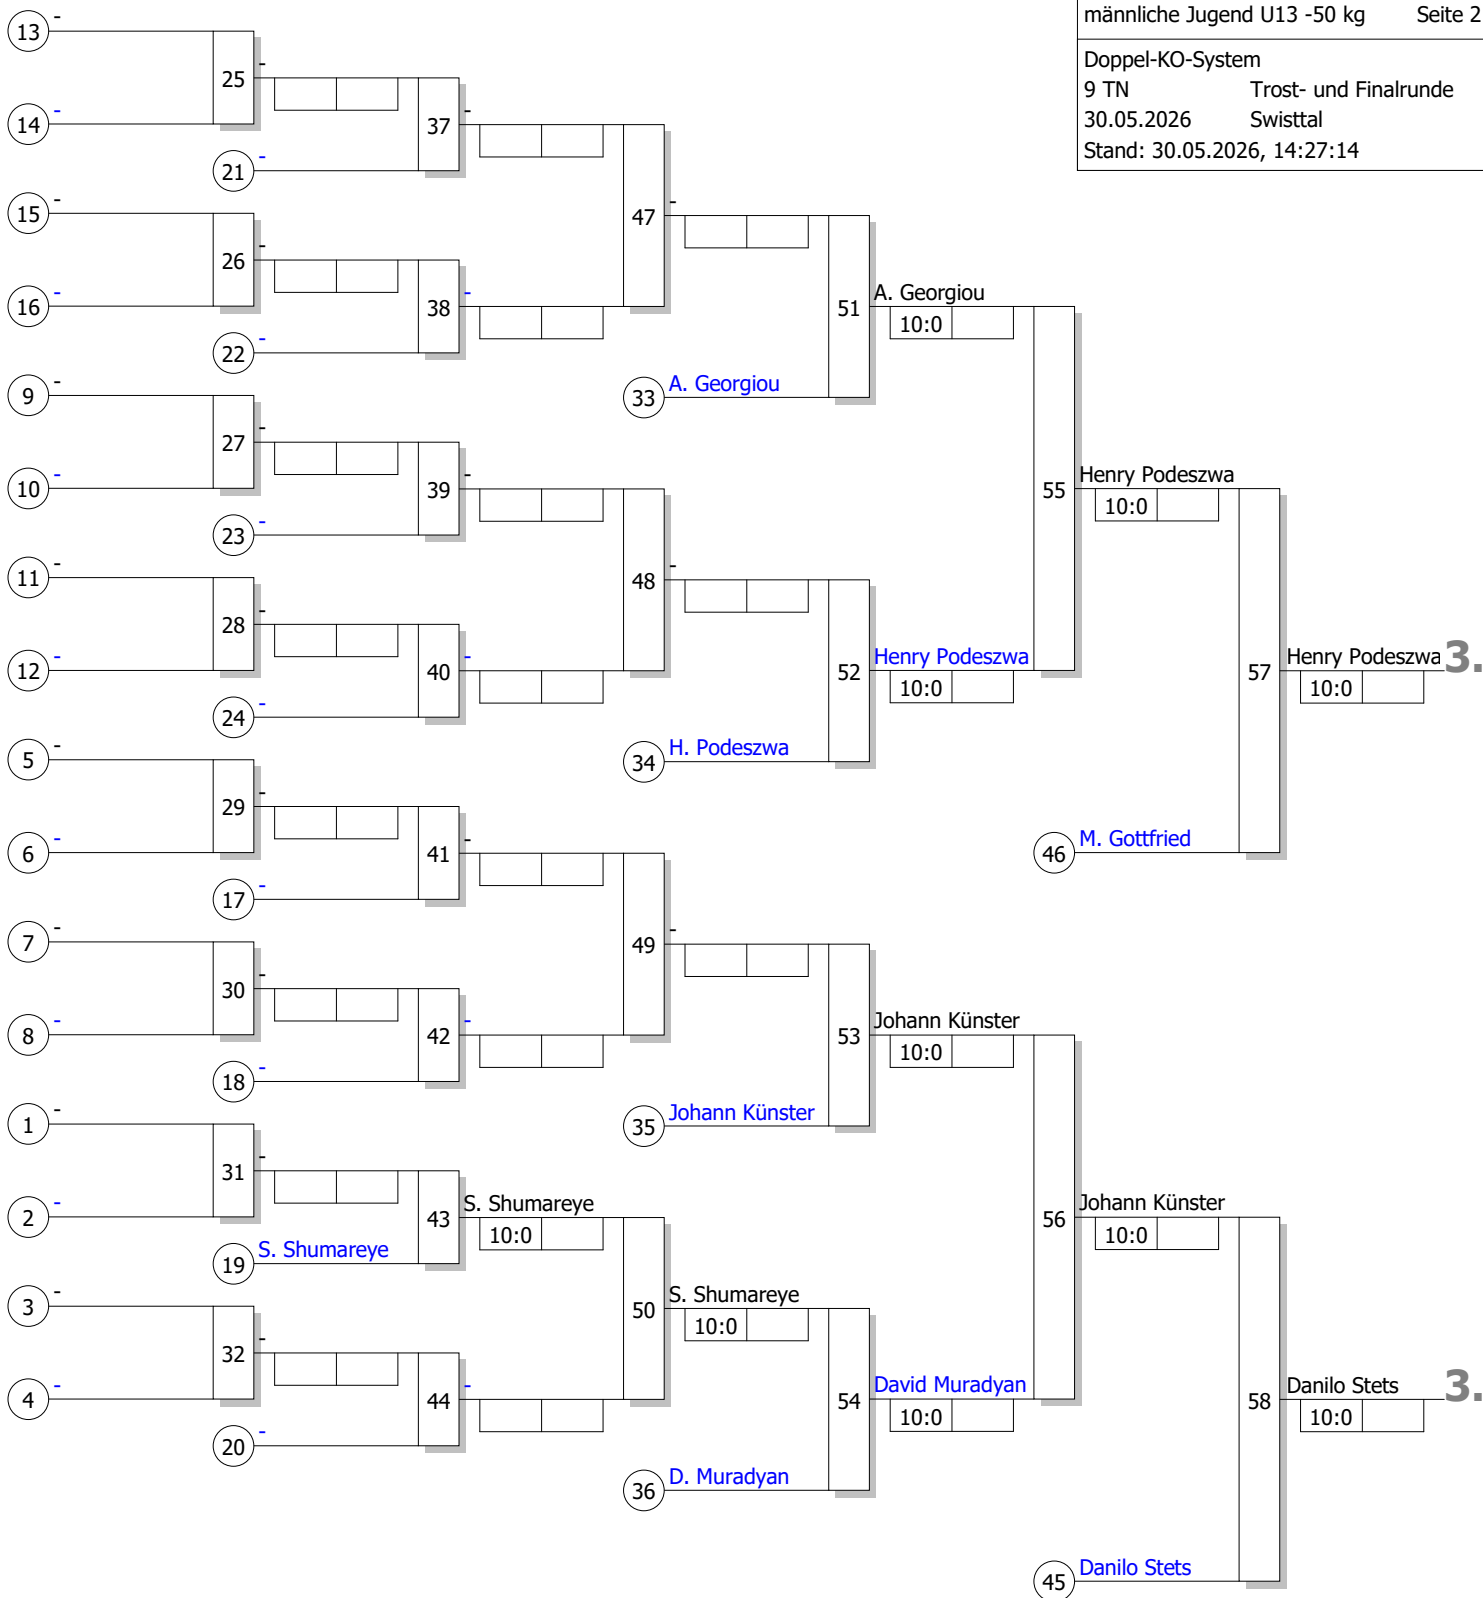 männliche Jugend U13 -50 kg Seite 2
Doppel-KO-System
9 TN Trost- und Finalrunde
30.05.2026 Swisttal
Stand: 30.05.2026, 14:27:14
13 -
25 -
14 -
37 -
21 -
15 -
47 -
26 -
16 -
38 -
22 -
51 A. Georgiou
10:0
9 -
33 A. Georgiou
27 -
10 -
39 -
23 -
55 Henry Podeszwa
10:0
11 -
48 -
28 -
12 -
40 -
24 -
52 Henry Podeszwa
10:0
57 Henry Podeszwa 3.
10:0
5 -
34 H. Podeszwa
29 -
6 -
41 -
46 M. Gottfried
17 -
7 -
49 -
30 -
8 -
42 -
18 -
53 Johann Künster
10:0
1 -
35 Johann Künster
31 -
2 -
43 S. Shumareye
10:0
19 S. Shumareye
56 Johann Künster
10:0
3 -
50 S. Shumareye
10:0
32 -
4 -
44 -
20 -
54 David Muradyan
10:0
58 Danilo Stets 3.
10:0
36 D. Muradyan
45 Danilo Stets